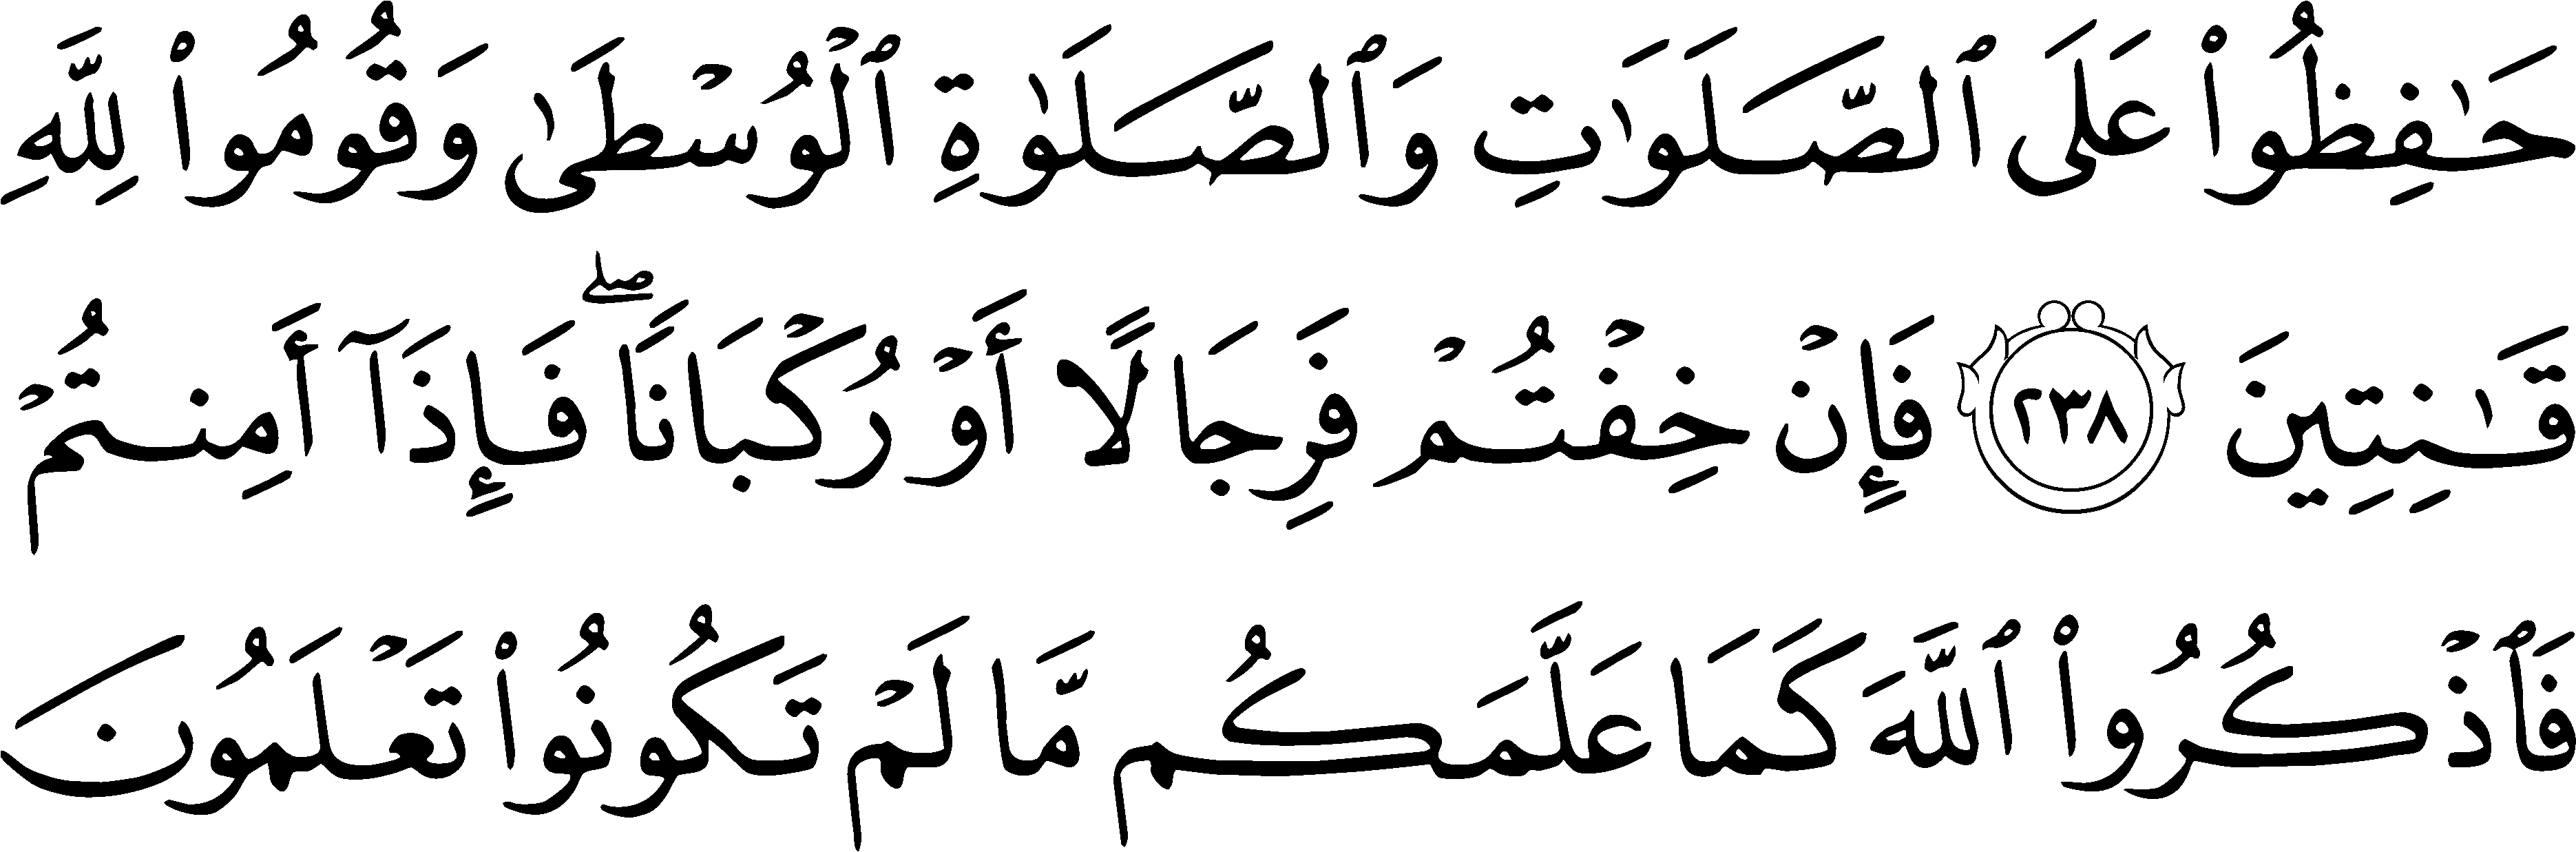 حَـٰفِظُوا۟ عَلَى ٱلصَّلَوَٰتِ وَٱلصَّلَوٰةِ ٱلْوُسْطَىٰ وَقُومُوا۟ لِلَّهِ
قَـٰنِتِينَ ٢٣٨ فَإِنْ خِفْتُمْ فَرِجَالًا أَوْ رُكْبَانًا ۖ فَإِذَآ أَمِنتُمْ
فَٱذْكُرُوا۟ ٱللَّهَ كَمَا عَلَّمَكُم مَّا لَمْ تَكُونُوا۟ تَعْلَمُونَ